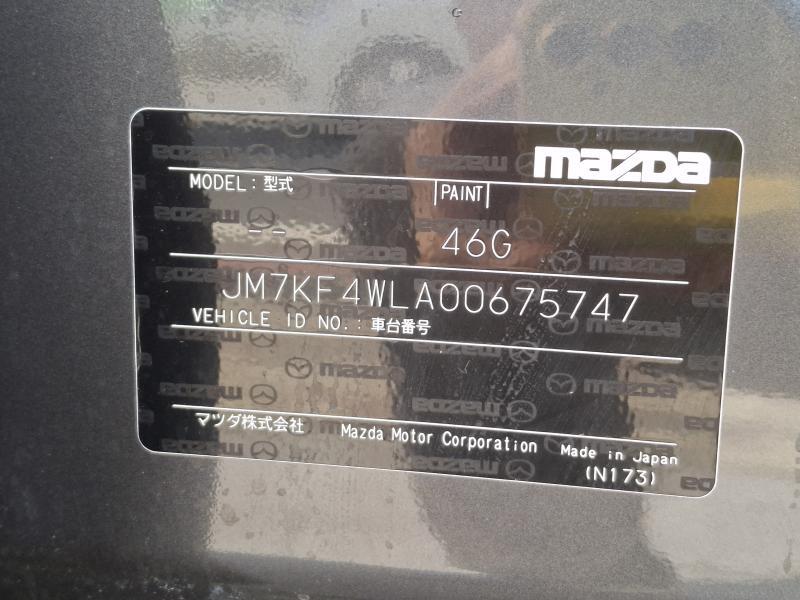 mazda
MODEL : 型式 PAINT
-- 46G
JM7KF4WLA00675747
VEHICLE ID NO. : 車台番号
マツダ株式会社 Mazda Motor Corporation Made in Japan
(N173)